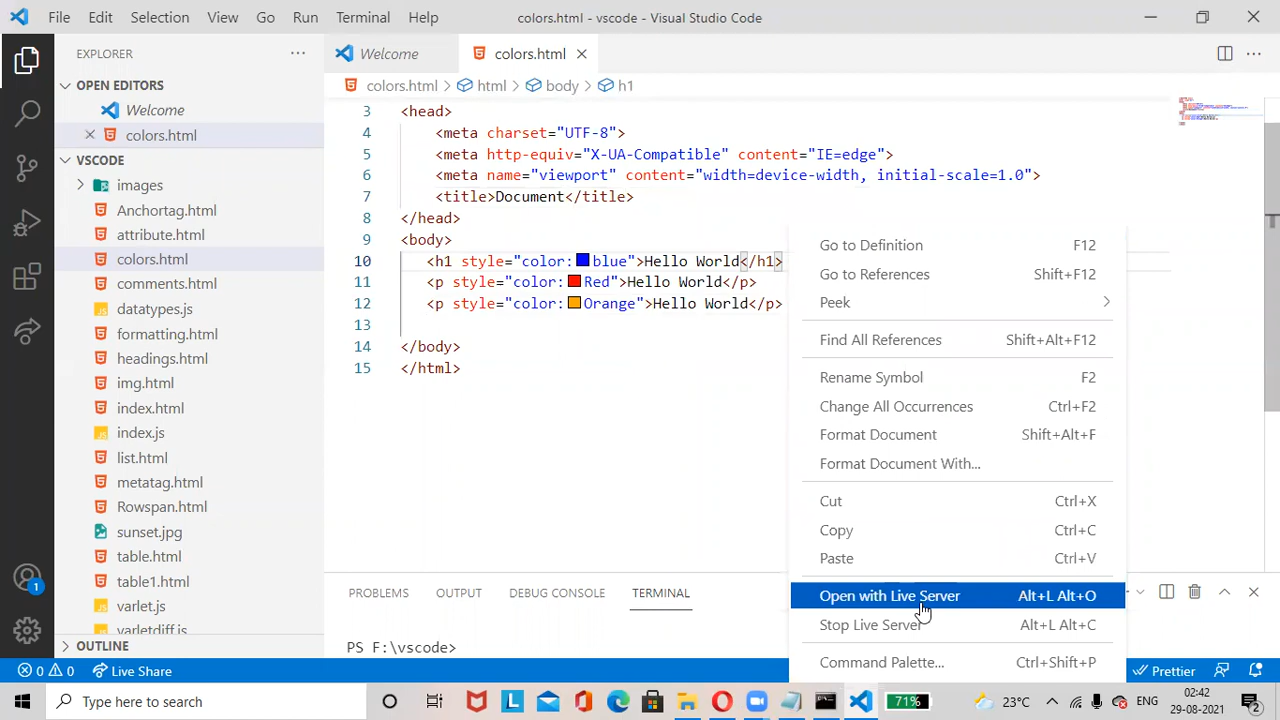 File Edit Selection View Go Run Terminal Help colors.html - vscode - Visual Studio Code
EXPLORER
OPEN EDITORS
Welcome
colors.html
VSCODE
images
Anchortag.html
attribute.html
colors.html
comments.html
datatypes.js
formatting.html
headings.html
img.html
index.html
index.js
list.html
metatag.html
Rowspan.html
sunset.jpg
table.html
table1.html
varlet.js
varletdiff.js
OUTLINE
Welcome colors.html
colors.html html body h1
3 <head>
4 <meta charset="UTF-8">
5 <meta http-equiv="X-UA-Compatible" content="IE=edge">
6 <meta name="viewport" content="width=device-width, initial-scale=1.0">
7 <title>Document</title>
8 </head>
9 <body>
10 <h1 style="color:blue">Hello World</h1>
11 <p style="color:Red">Hello World</p>
12 <p style="color:Orange">Hello World</p>
13
14 </body>
15 </html>
Go to Definition F12
Go to References Shift+F12
Peek
Find All References Shift+Alt+F12
Rename Symbol F2
Change All Occurrences Ctrl+F2
Format Document Shift+Alt+F
Format Document With...
Cut Ctrl+X
Copy Ctrl+C
Paste Ctrl+V
Open with Live Server Alt+L Alt+O
Stop Live Server Alt+L Alt+C
Command Palette... Ctrl+Shift+P
PROBLEMS OUTPUT DEBUG CONSOLE TERMINAL
PS F:\vscode>
1
0 0 Live Share Prettier
Type here to search 71% 23°C ENG 02:42
29-08-2021 2